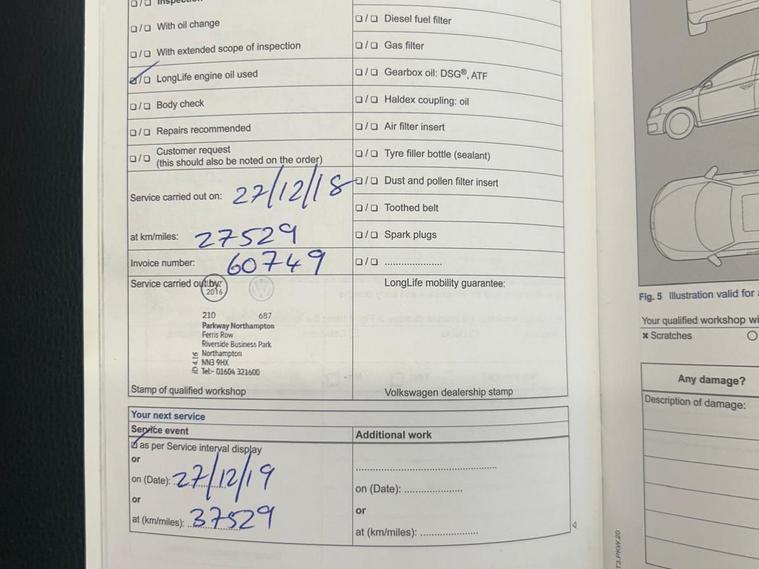 Inspection
With oil change
With extended scope of inspection
LongLife engine oil used
Body check
Repairs recommended
Customer request
(this should also be noted on the order)
Service carried out on: 27/12/18
at km/miles: 27529
Invoice number: 60749
Service carried out by:
2016
210 687
Parkway Northampton
Ferris Row
Riverside Business Park
Northampton
NN3 9HX
Tel:- 01604 321600
ID 4.16
Stamp of qualified workshop
Diesel fuel filter
Gas filter
Gearbox oil: DSG®, ATF
Haldex coupling: oil
Air filter insert
Tyre filler bottle (sealant)
Dust and pollen filter insert
Toothed belt
Spark plugs
LongLife mobility guarantee:
Volkswagen dealership stamp
Your next service
Service event
as per Service interval display
or
on (Date): 27/12/19
or
at (km/miles): 37529
Additional work
on (Date):
or
at (km/miles):
Fig. 5 Illustration valid for
Your qualified workshop wi
x Scratches
Any damage?
Description of damage:
T3.PKW.20